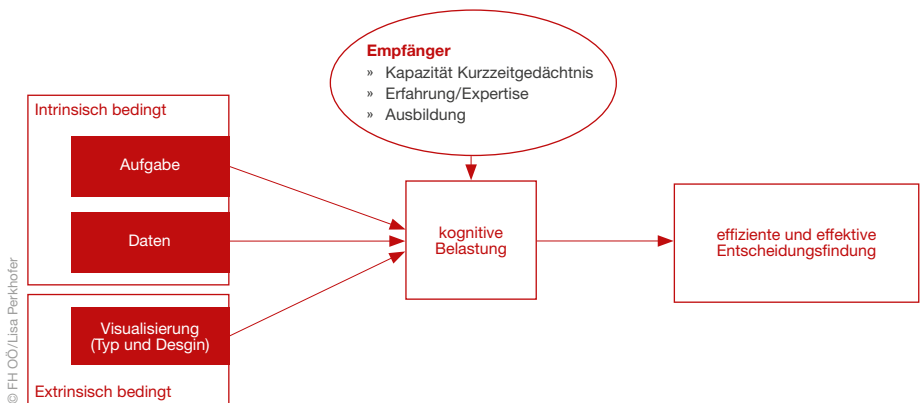 Empfänger
» Kapazität Kurzzeitgedächtnis
» Erfahrung/Expertise
» Ausbildung
Intrinsisch bedingt
Aufgabe
Daten
Visualisierung
(Typ und Desgin)
Extrinsisch bedingt
kognitive
Belastung
effiziente und effektive
Entscheidungsfindung
© FH OÖ/Lisa Perkhofer